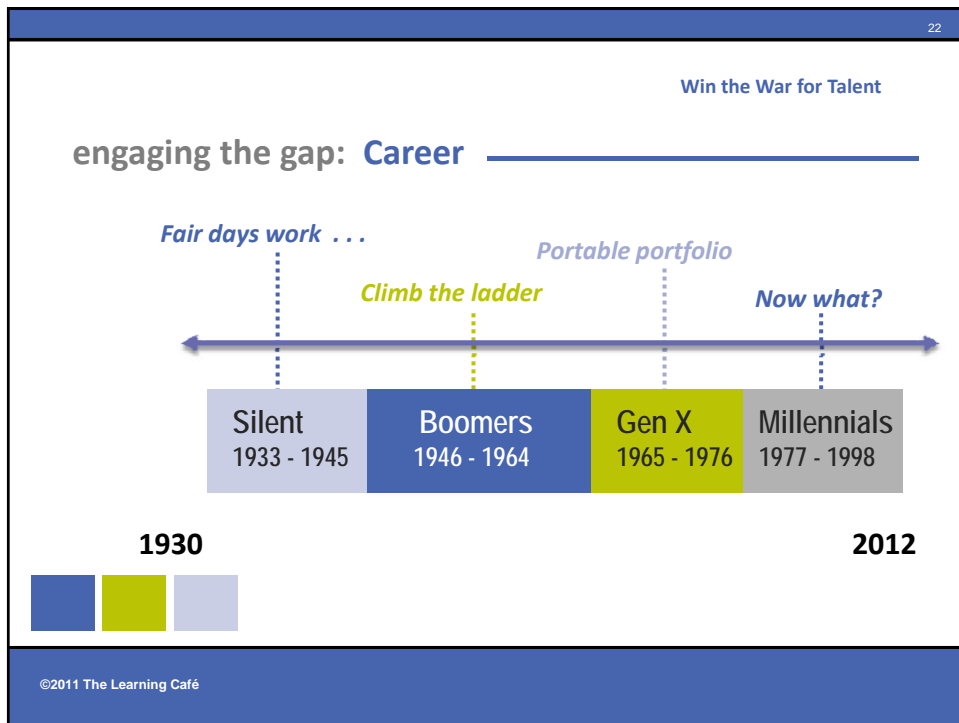 22
Win the War for Talent
engaging the gap: Career
Fair days work . . .
Portable portfolio
Climb the ladder
Now what?
Silent
1933 - 1945
Boomers
1946 - 1964
Gen X
1965 - 1976
Millennials
1977 - 1998
1930
2012
©2011 The Learning Café